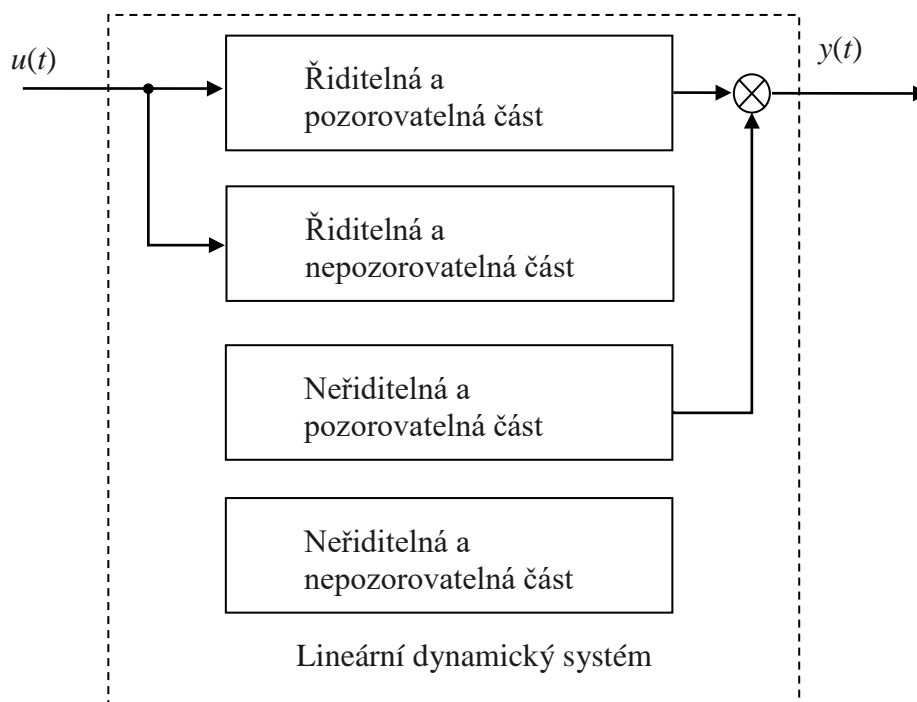 u(t)
y(t)
Řiditelná a
pozorovatelná část
Řiditelná a
nepozorovatelná část
Neřiditelná a
pozorovatelná část
Neřiditelná a
nepozorovatelná část
Lineární dynamický systém